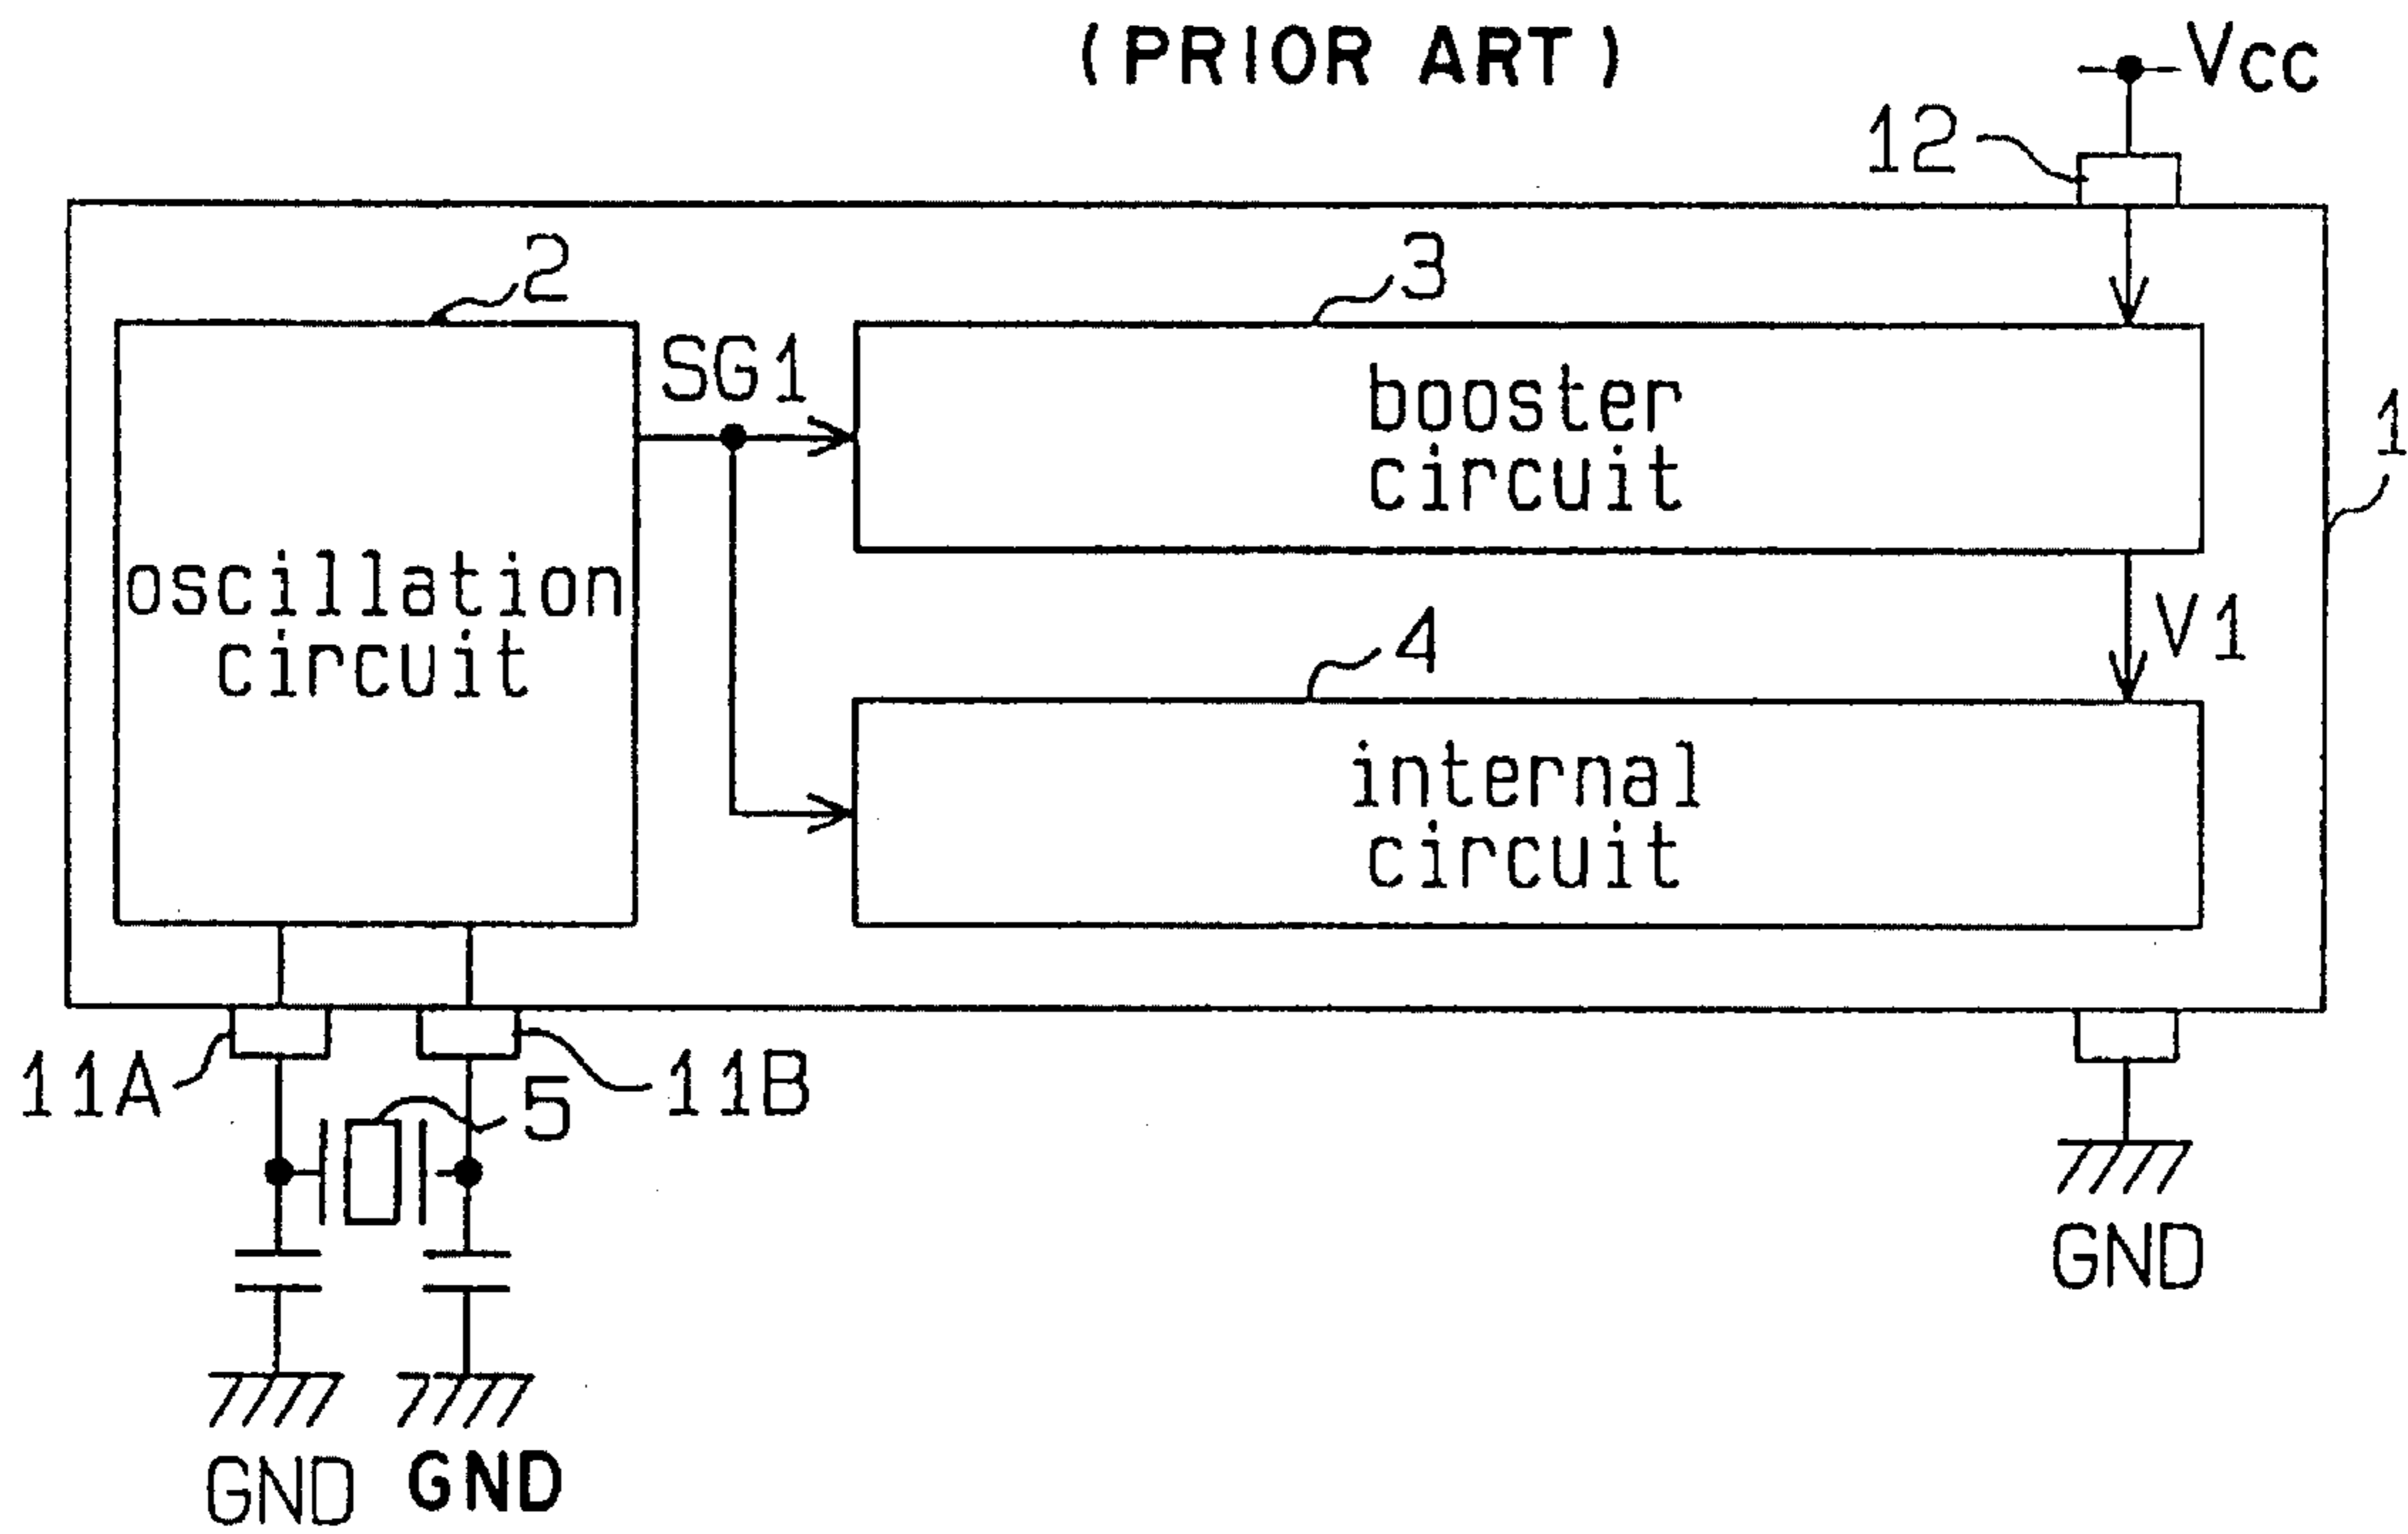 (PRIOR ART)
Vcc
12
2
3
SG1
booster
circuit
1
oscillation
circuit
V1
4
internal
circuit
11A
5
11B
GND
GND
GND